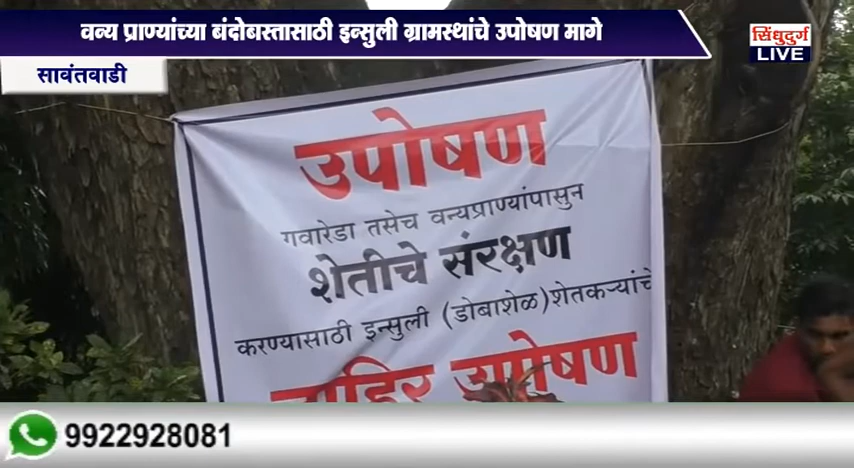 वन्य प्राण्यांच्या बंदोबस्तासाठी इन्सुली ग्रामस्थांचे उपोषण मागे
सिंधुदुर्ग
LIVE
सावंतवाडी
उपोषण
गवारेडा तसेच वन्यप्राण्यांपासुन
शेतीचे संरक्षण
करण्यासाठी इन्सुली (डोबाशेळ) शेतकऱ्यांचे
जाहिर उपोषण
9922928081